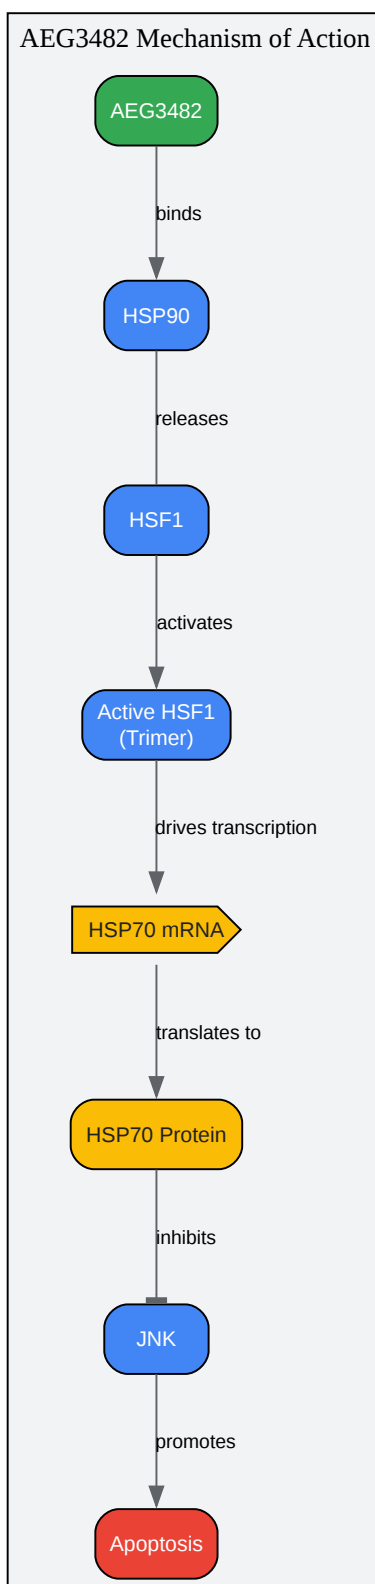 AEG3482 Mechanism of Action
AEG3482
binds
HSP90
releases
HSF1
activates
Active HSF1
(Trimer)
drives transcription
HSP70 mRNA
translates to
HSP70 Protein
inhibits
JNK
promotes
Apoptosis